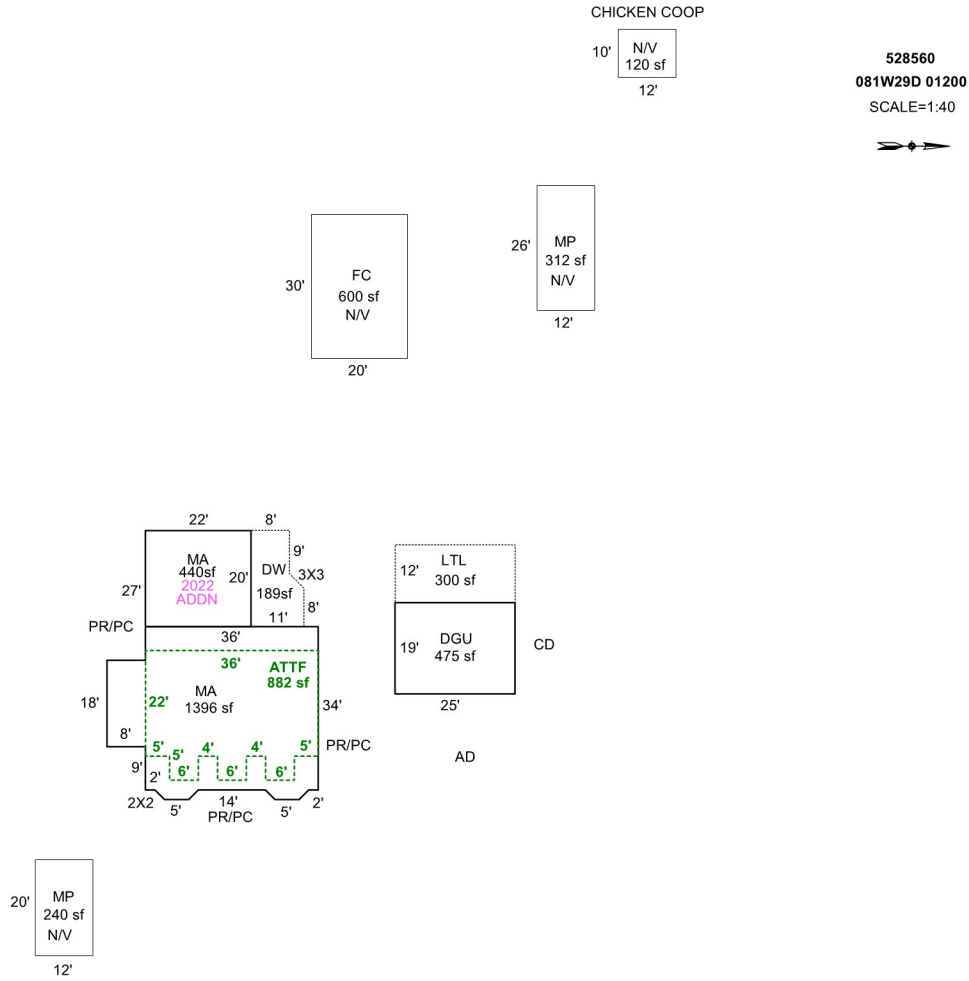 CHICKEN COOP
10'
N/V
120 sf
12'
528560
081W29D 01200
SCALE=1:40
26'
MP
312 sf
N/V
12'
30'
FC
600 sf
N/V
20'
22'
8'
MA
440sf
2022
ADDN
20'
27'
DW
189sf
9'
3X3
8'
11'
PR/PC
36'
36'
ATTF
882 sf
MA
1396 sf
22'
34'
18'
8'
PR/PC
5'
5'
4'
4'
5'
9'
2'
6'
6'
6'
2X2
5'
14'
5'
2'
PR/PC
12'
LTL
300 sf
19'
DGU
475 sf
25'
CD
AD
20'
MP
240 sf
N/V
12'